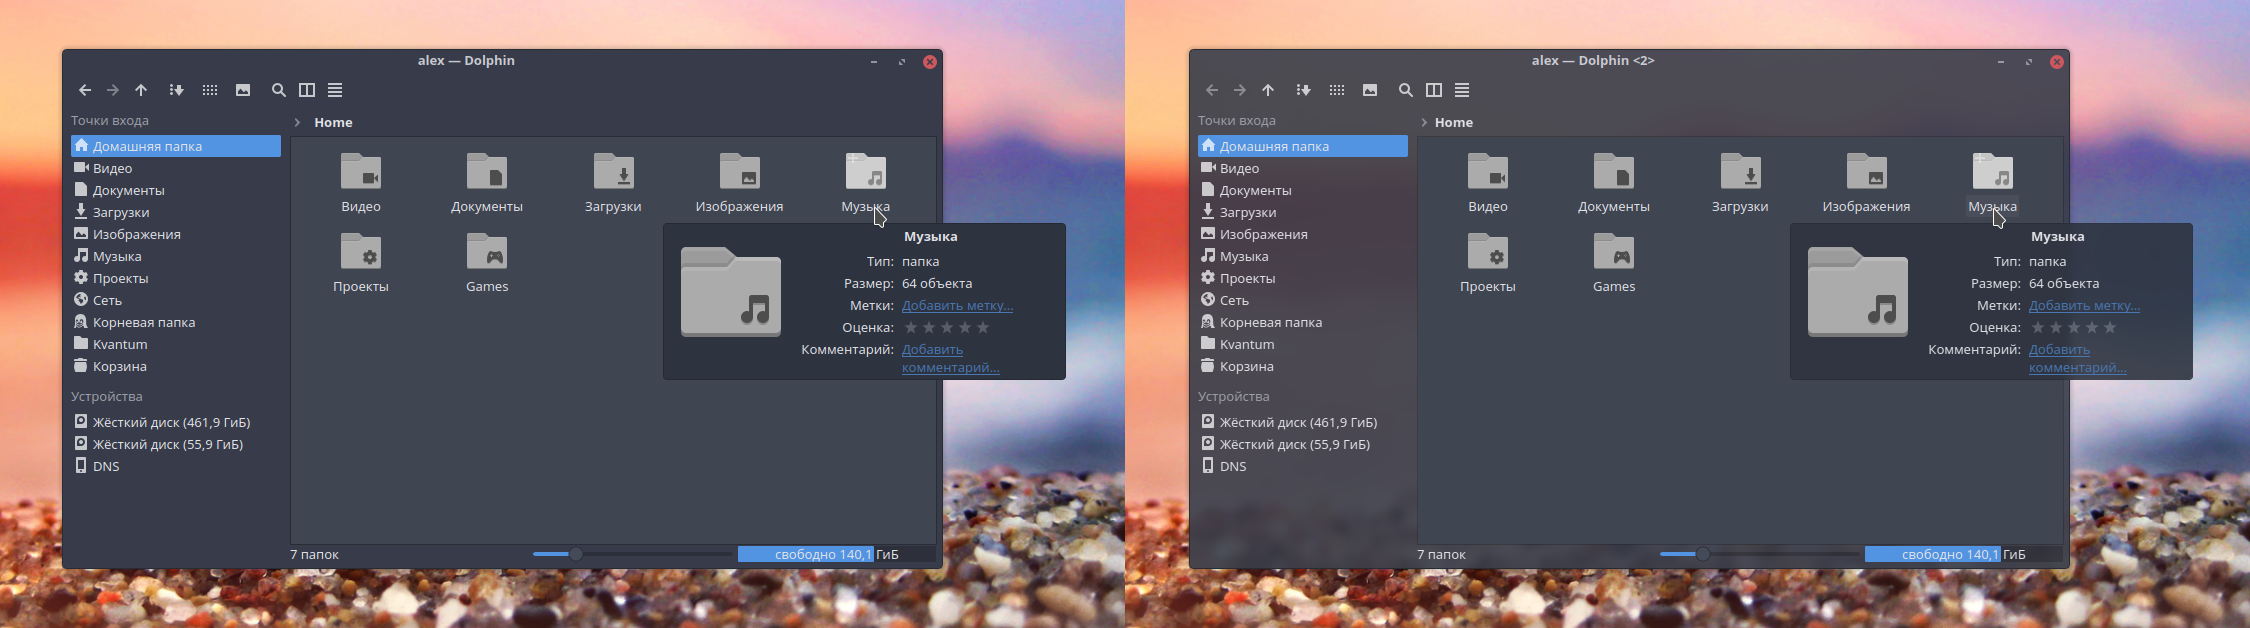 alex — Dolphin
Точки входа
Home
Домашняя папка
Видео
Документы
Загрузки
Изображения
Музыка
Проекты
Сеть
Корневая папка
Kvantum
Корзина
Устройства
Жёсткий диск (461,9 ГиБ)
Жёсткий диск (55,9 ГиБ)
DNS
Видео
Документы
Загрузки
Изображения
Музыка
Проекты
Games
Музыка
Тип: папка
Размер: 64 объекта
Метки: Добавить метку...
Оценка:
Комментарий: Добавить
комментарий...
7 папок
свободно 140,1 ГиБ
alex — Dolphin <2>
Точки входа
Home
Домашняя папка
Видео
Документы
Загрузки
Изображения
Музыка
Проекты
Сеть
Корневая папка
Kvantum
Корзина
Устройства
Жёсткий диск (461,9 ГиБ)
Жёсткий диск (55,9 ГиБ)
DNS
Видео
Документы
Загрузки
Изображения
Музыка
Проекты
Games
Музыка
Тип: папка
Размер: 64 объекта
Метки: Добавить метку...
Оценка:
Комментарий: Добавить
комментарий...
7 папок
свободно 140,1 ГиБ